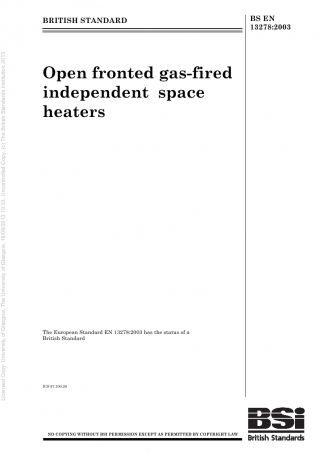 BRITISH STANDARD
BS EN
13278:2003
Open fronted gas-fired
independent space
heaters
The European Standard EN 13278:2003 has the status of a
British Standard
ICS 97.100.20
NO COPYING WITHOUT BSI PERMISSION EXCEPT AS PERMITTED BY COPYRIGHT LAW
BSi
British Standards
Licensed Copy: University of Glasgow, The University of Glasgow, 16/09/2013 10:33, Uncontrolled Copy, (c) The British Standards Institution 2013